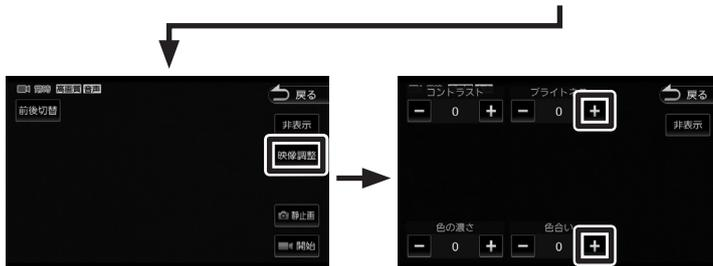 常時 高画質 音声
戻る
前後切替
非表示
映像調整
静止画
開始
コントラスト ブライトネス
戻る
− 0 + − 0 +
非表示
色の濃さ 色合い
− 0 + − 0 +